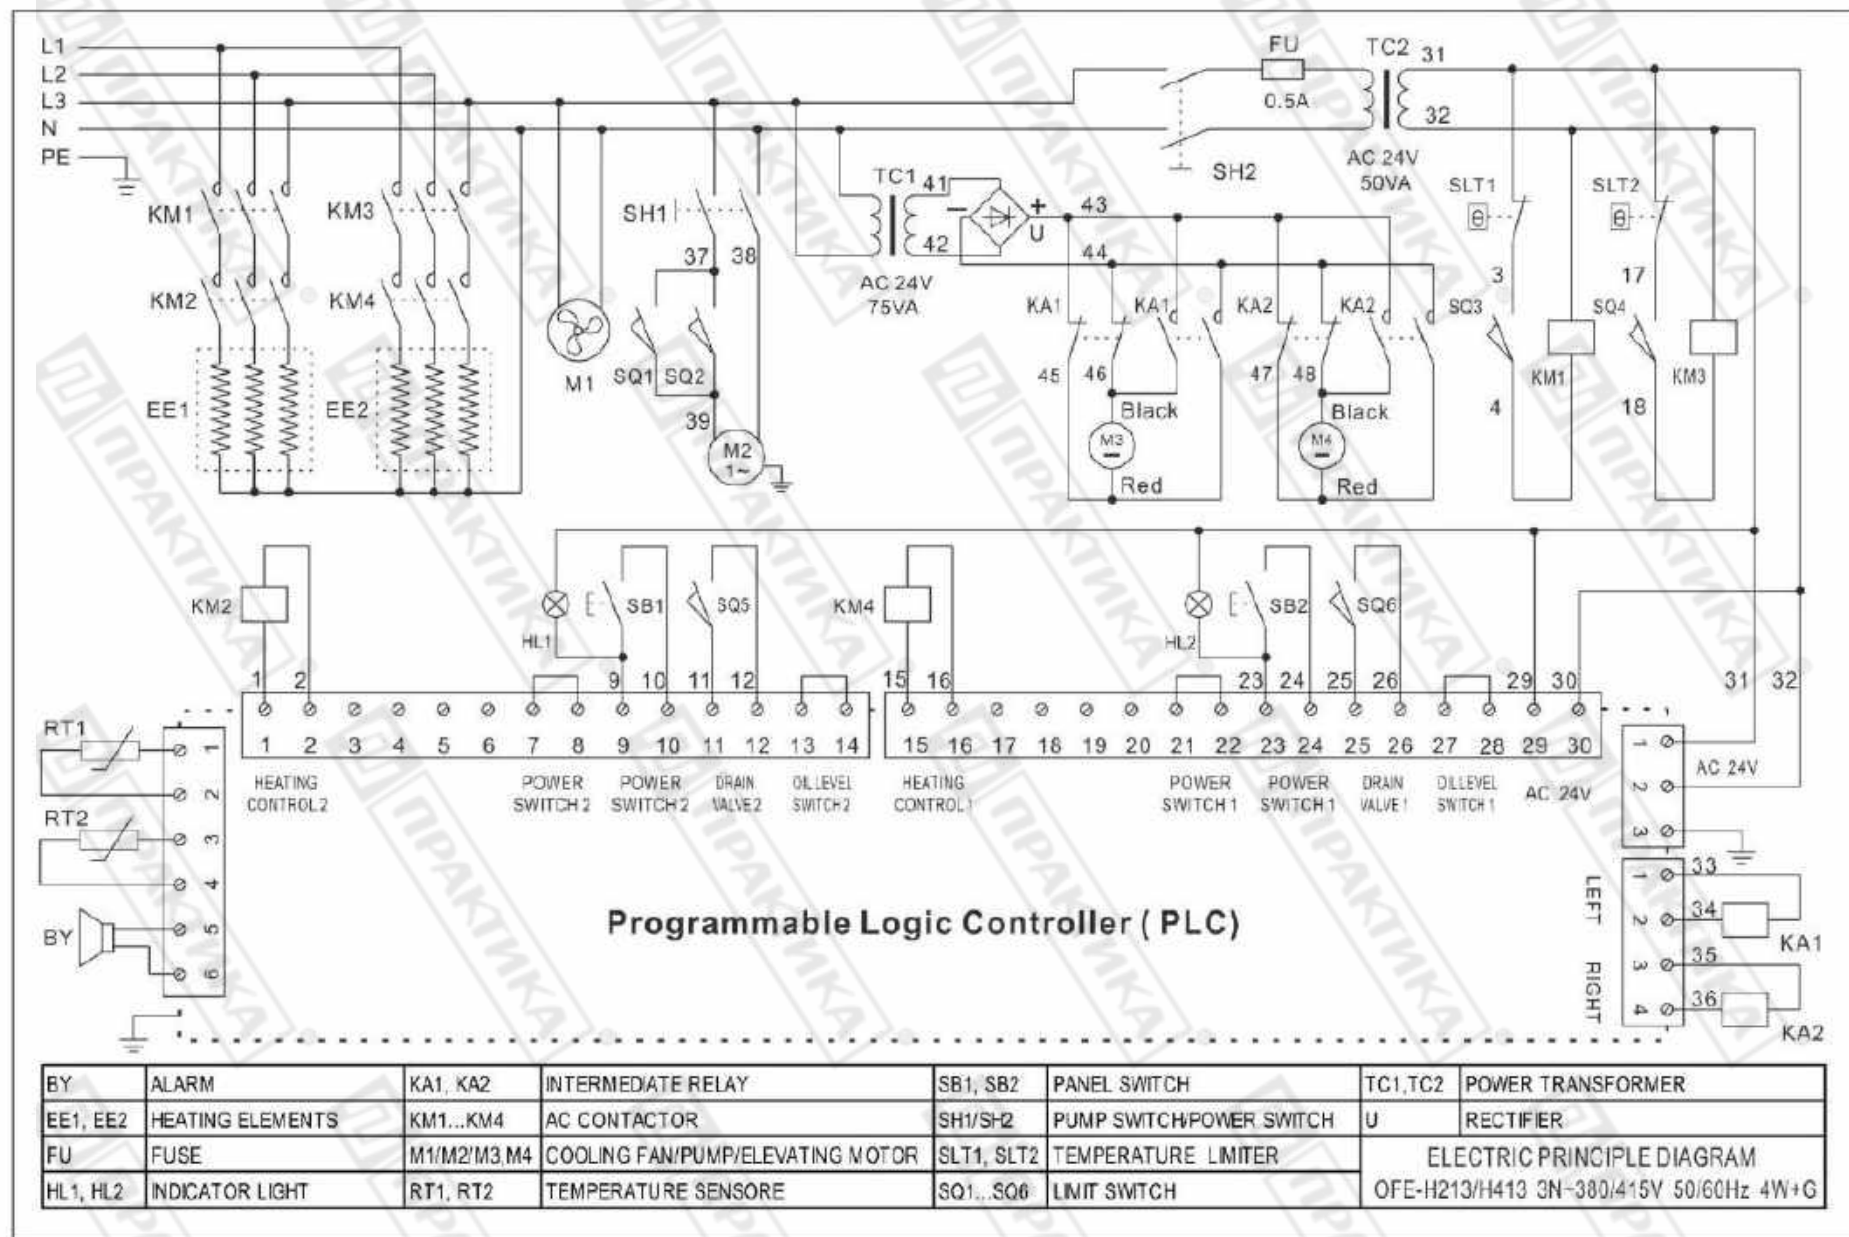 L1
L2
L3
N
PE
FU
0.5A
TC2
31
32
AC 24V
50VA
SH2
KM1
KM3
KM2
KM4
EE1
EE2
M1
SH1
37
38
SQ1
SQ2
39
M2
1~
TC1
41
42
AC 24V
75VA
−
+
U
43
44
KA1
KA1
KA2
KA2
45
46
47
48
Black
Black
M3
M4
Red
Red
SLT1
SLT2
θ
θ
3
17
SQ3
SQ4
KM1
KM3
4
18
KM2
HL1
SB1
SQ5
KM4
HL2
SB2
SQ6
1 2 9 10 11 12 15 16 23 24 25 26 29 30 31 32
1 2 3 4 5 6 7 8 9 10 11 12 13 14
15 16 17 18 19 20 21 22 23 24 25 26 27 28 29 30
HEATING CONTROL 2
POWER SWITCH 2
POWER SWITCH 2
DRAIN VALVE 2
OIL LEVEL SWITCH 2
HEATING CONTROL 1
POWER SWITCH 1
POWER SWITCH 1
DRAIN VALVE 1
OIL LEVEL SWITCH 1
AC 24V
RT1
RT2
BY
1
2
3
4
5
6
1
2
3
AC 24V
LEFT
RIGHT
1
2
3
4
33
34
35
36
KA1
KA2
Programmable Logic Controller ( PLC)
BY ALARM KA1, KA2 INTERMEDIATE RELAY SB1, SB2 PANEL SWITCH TC1,TC2 POWER TRANSFORMER
EE1, EE2 HEATING ELEMENTS KM1...KM4 AC CONTACTOR SH1/SH2 PUMP SWITCH/POWER SWITCH U RECTIFIER
FU FUSE M1/M2/M3,M4 COOLING FAN/PUMP/ELEVATING MOTOR SLT1, SLT2 TEMPERATURE LIMITER ELECTRIC PRINCIPLE DIAGRAM
HL1, HL2 INDICATOR LIGHT RT1, RT2 TEMPERATURE SENSORE SQ1...SQ6 LIMIT SWITCH OFE-H213/H413 3N~380/415V 50/60Hz 4W+G
ПРАКТИКА